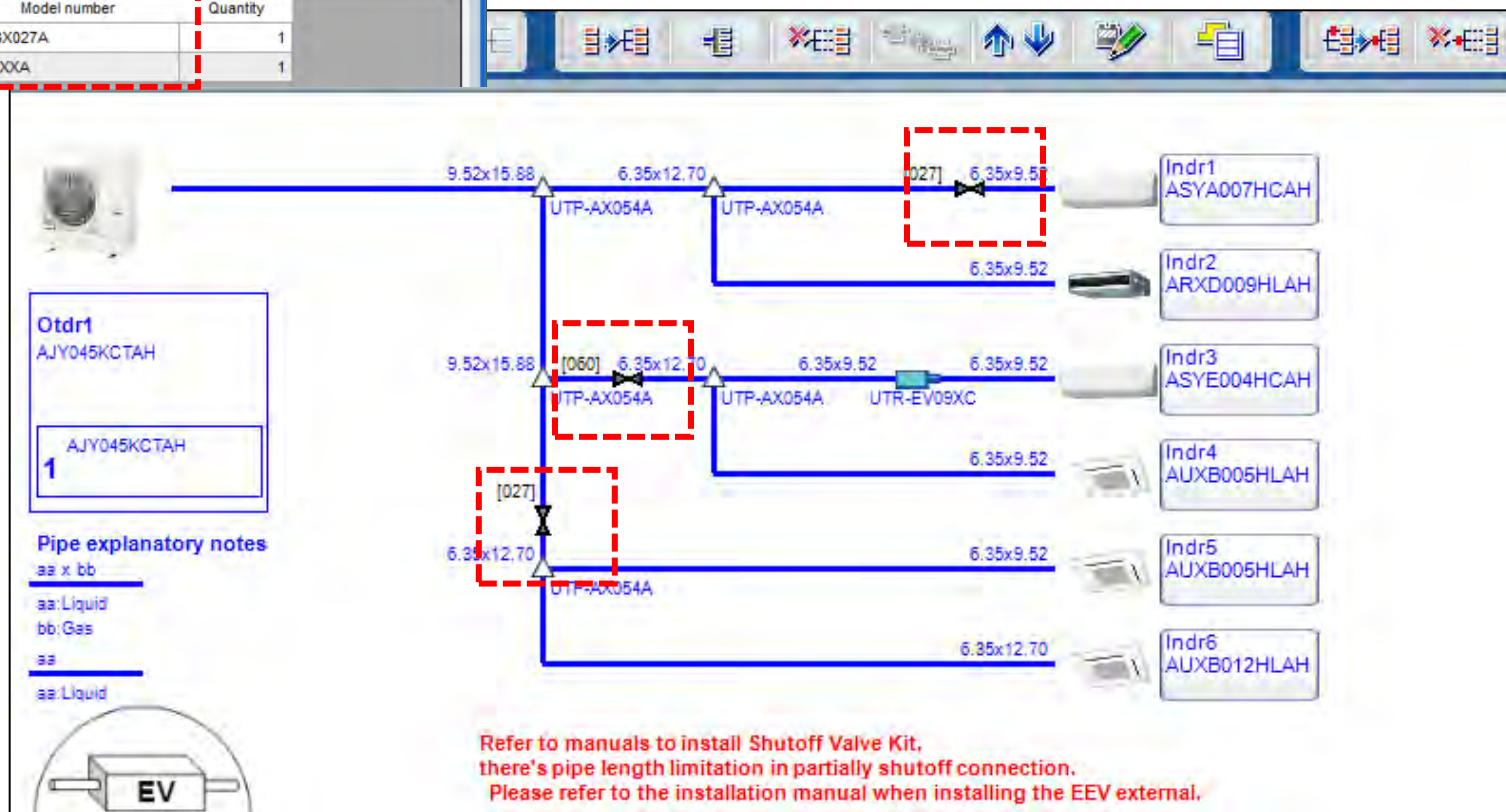 Model number Quantity
X027A 1
XXA 1
9.52x15.88 6.35x12.70 [027] 6.35x9.52
UTP-AX054A UTP-AX054A
Indr1
ASYA007HCAH
6.35x9.52
Indr2
ARXD009HLAH
Otdr1
AJY045KCTAH
9.52x15.88 [060] 6.35x12.70 6.35x9.52 6.35x9.52
UTP-AX054A UTP-AX054A UTR-EV09XC
Indr3
ASYE004HCAH
1 AJY045KCTAH
6.35x9.52
Indr4
AUXB005HLAH
[027]
6.35x12.70 6.35x9.52
UTP-AX054A
Indr5
AUXB005HLAH
6.35x12.70
Indr6
AUXB012HLAH
Pipe explanatory notes
aa x bb
aa:Liquid
bb:Gas
aa
aa:Liquid
EV
Refer to manuals to install Shutoff Valve Kit,
there's pipe length limitation in partially shutoff connection.
Please refer to the installation manual when installing the EEV external.